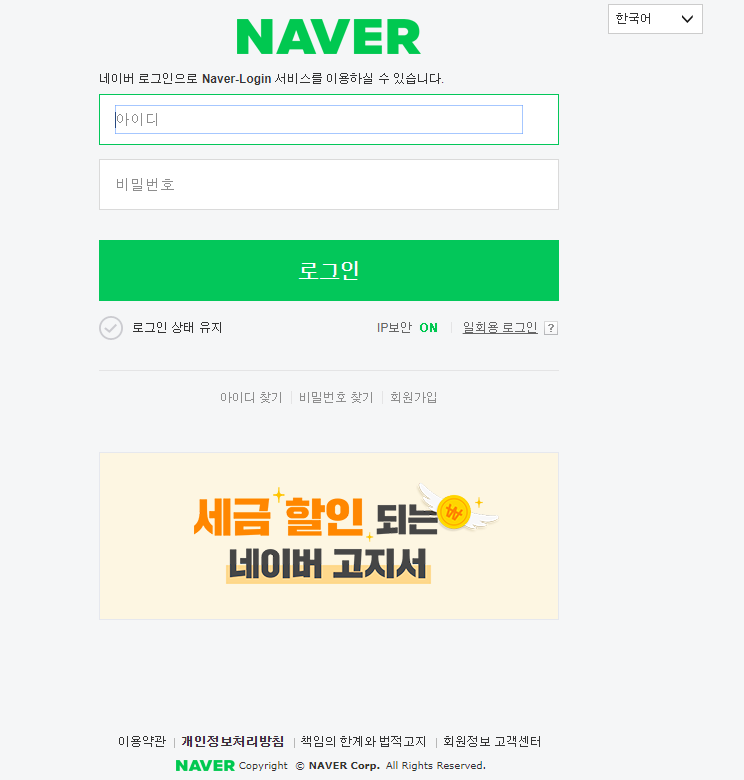 한국어
NAVER
네이버 로그인으로 Naver-Login 서비스를 이용하실 수 있습니다.
아이디
비밀번호
로그인
로그인 상태 유지 IP보안 ON 일회용 로그인 ?
아이디 찾기 비밀번호 찾기 회원가입
세금 할인 되는 ₩
네이버 고지서
이용약관 개인정보처리방침 책임의 한계와 법적고지 회원정보 고객센터
NAVER Copyright © NAVER Corp. All Rights Reserved.